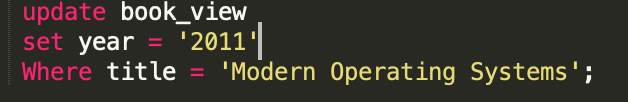 update book_view
set year = '2011'
Where title = 'Modern Operating Systems';